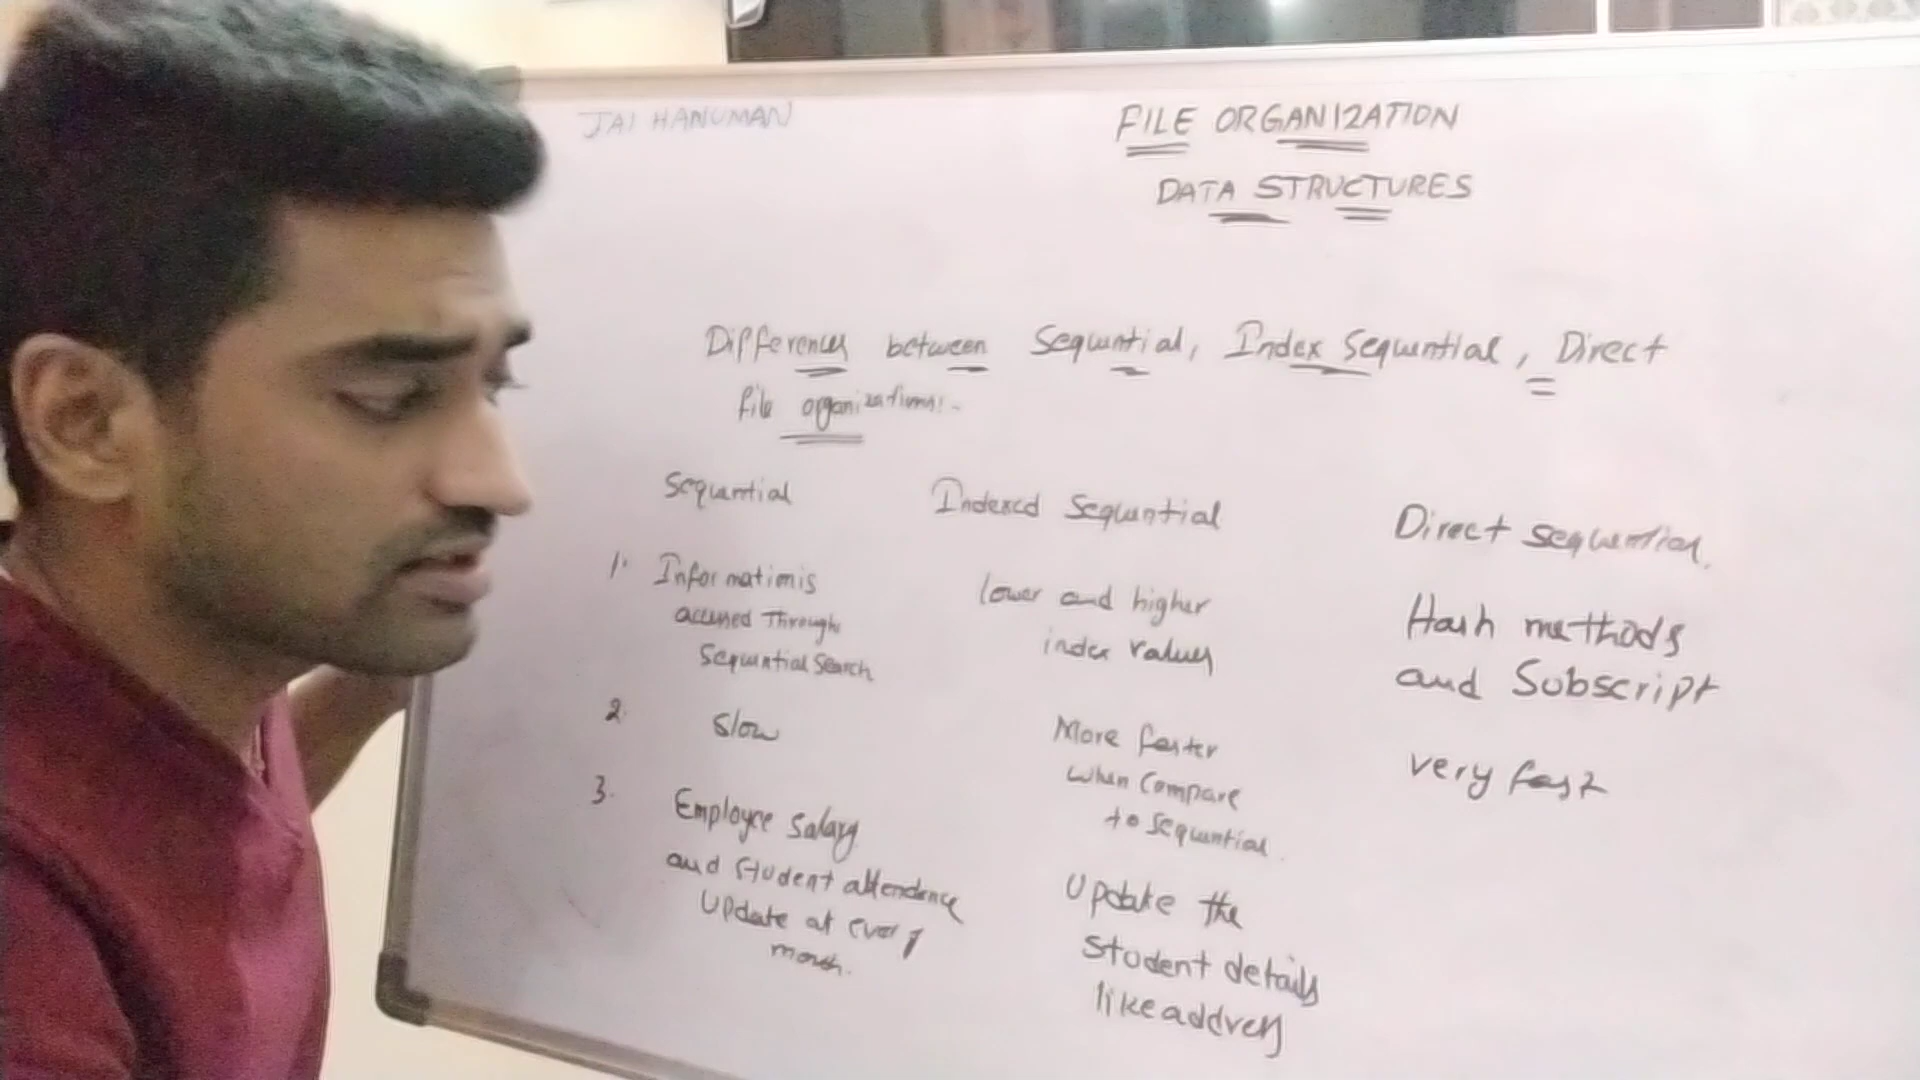 JAI HANUMAN
FILE ORGANIZATION
DATA STRUCTURES
Differences between Sequential, Index Sequential, Direct
file organizations:-
Sequential
Indexed Sequential
Direct sequential.
1. Information is
accessed Through
Sequential Search
lower and higher
index values
Hash methods
and Subscript
2. Slow
More faster
when Compare
to sequential.
very fast
3. Employee Salary
and student attendence
Update at every
month.
Update the
student details
like address